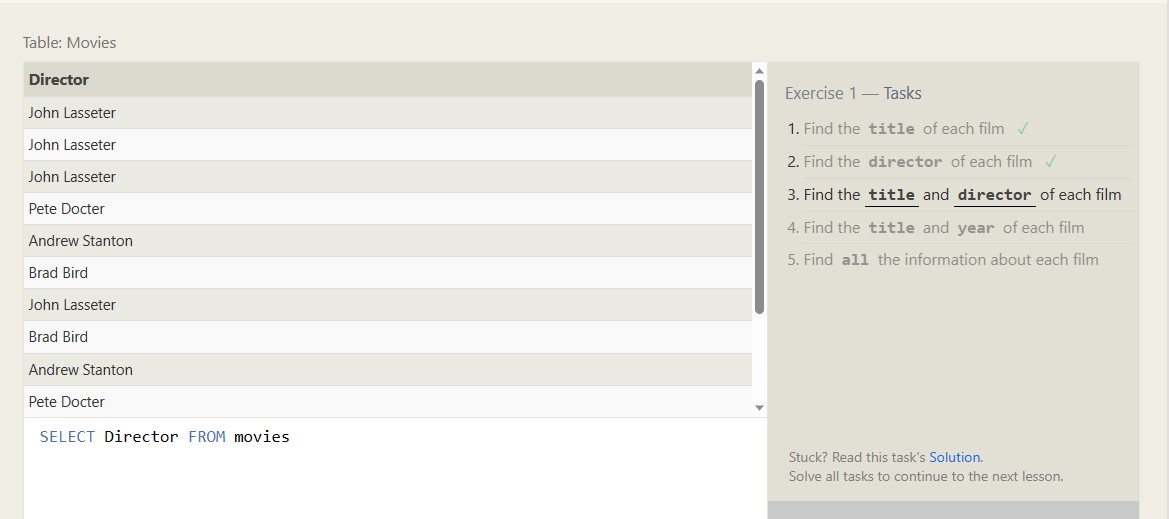 Table: Movies
Director
John Lasseter
John Lasseter
John Lasseter
Pete Docter
Andrew Stanton
Brad Bird
John Lasseter
Brad Bird
Andrew Stanton
Pete Docter
SELECT Director FROM movies
Exercise 1 — Tasks
1. Find the title of each film ✓
2. Find the director of each film ✓
3. Find the title and director of each film
4. Find the title and year of each film
5. Find all the information about each film
Stuck? Read this task's Solution.
Solve all tasks to continue to the next lesson.